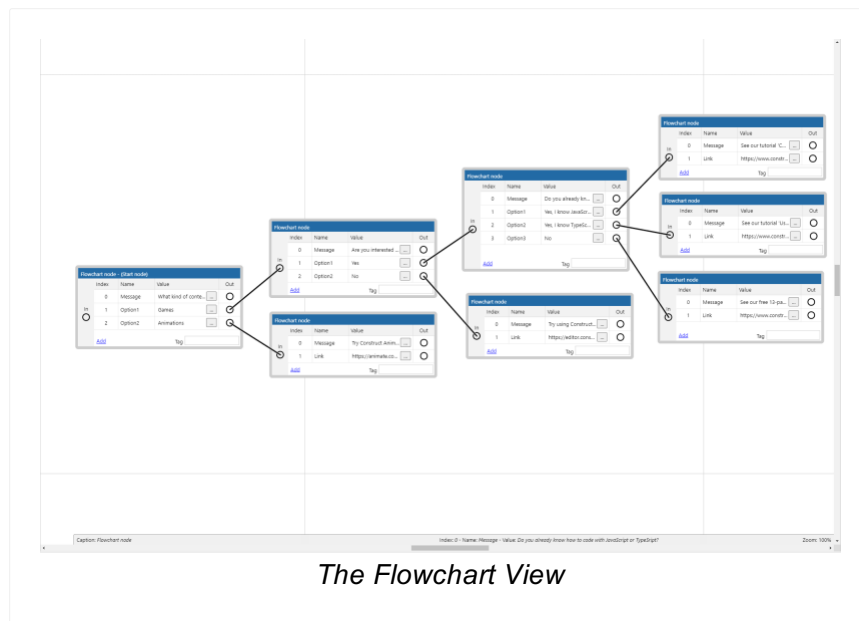 Flowchart node - (Start node)
Index Name Value Out
In
0 Message What kind of conte... ...
1 Option1 Games ...
2 Option2 Animations ...
Add Tag
Flowchart node
Index Name Value Out
In
0 Message Are you interested ... ...
1 Option1 Yes ...
2 Option2 No ...
Add Tag
Flowchart node
Index Name Value Out
In
0 Message Try Construct Anim... ...
1 Link https://animate.co... ...
Add Tag
Flowchart node
Index Name Value Out
In
0 Message Do you already kn... ...
1 Option1 Yes, I know JavaScr... ...
2 Option2 Yes, I know TypeSc... ...
3 Option3 No ...
Add Tag
Flowchart node
Index Name Value Out
In
0 Message Try using Construct... ...
1 Link https://editor.cons... ...
Add Tag
Flowchart node
Index Name Value Out
In
0 Message See our tutorial 'C... ...
1 Link https://www.constr... ...
Add Tag
Flowchart node
Index Name Value Out
In
0 Message See our tutorial 'Us... ...
1 Link https://www.constr... ...
Add Tag
Flowchart node
Index Name Value Out
In
0 Message See our free 13-pa... ...
1 Link https://www.constr... ...
Add Tag
Caption: Flowchart node Index: 0 - Name: Message - Value: Do you already know how to code with JavaScript or TypeSript? Zoom: 100%
The Flowchart View